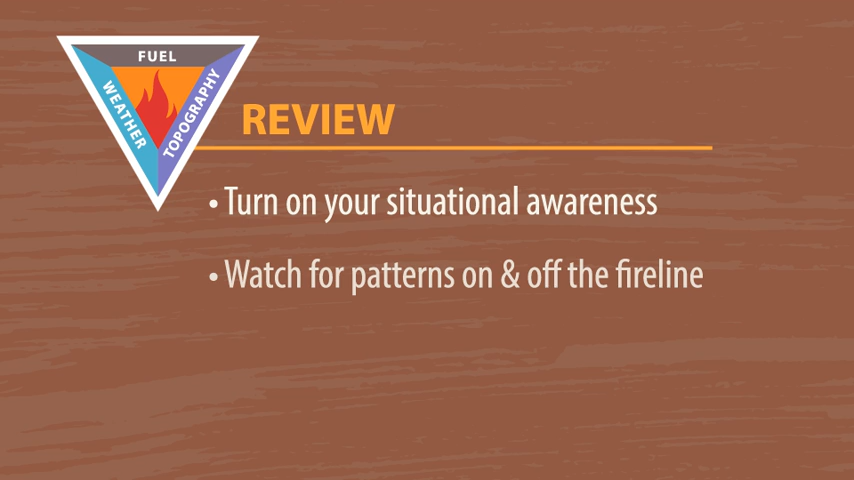 FUEL
WEATHER
TOPOGRAPHY
REVIEW
• Turn on your situational awareness
• Watch for patterns on & off the fireline